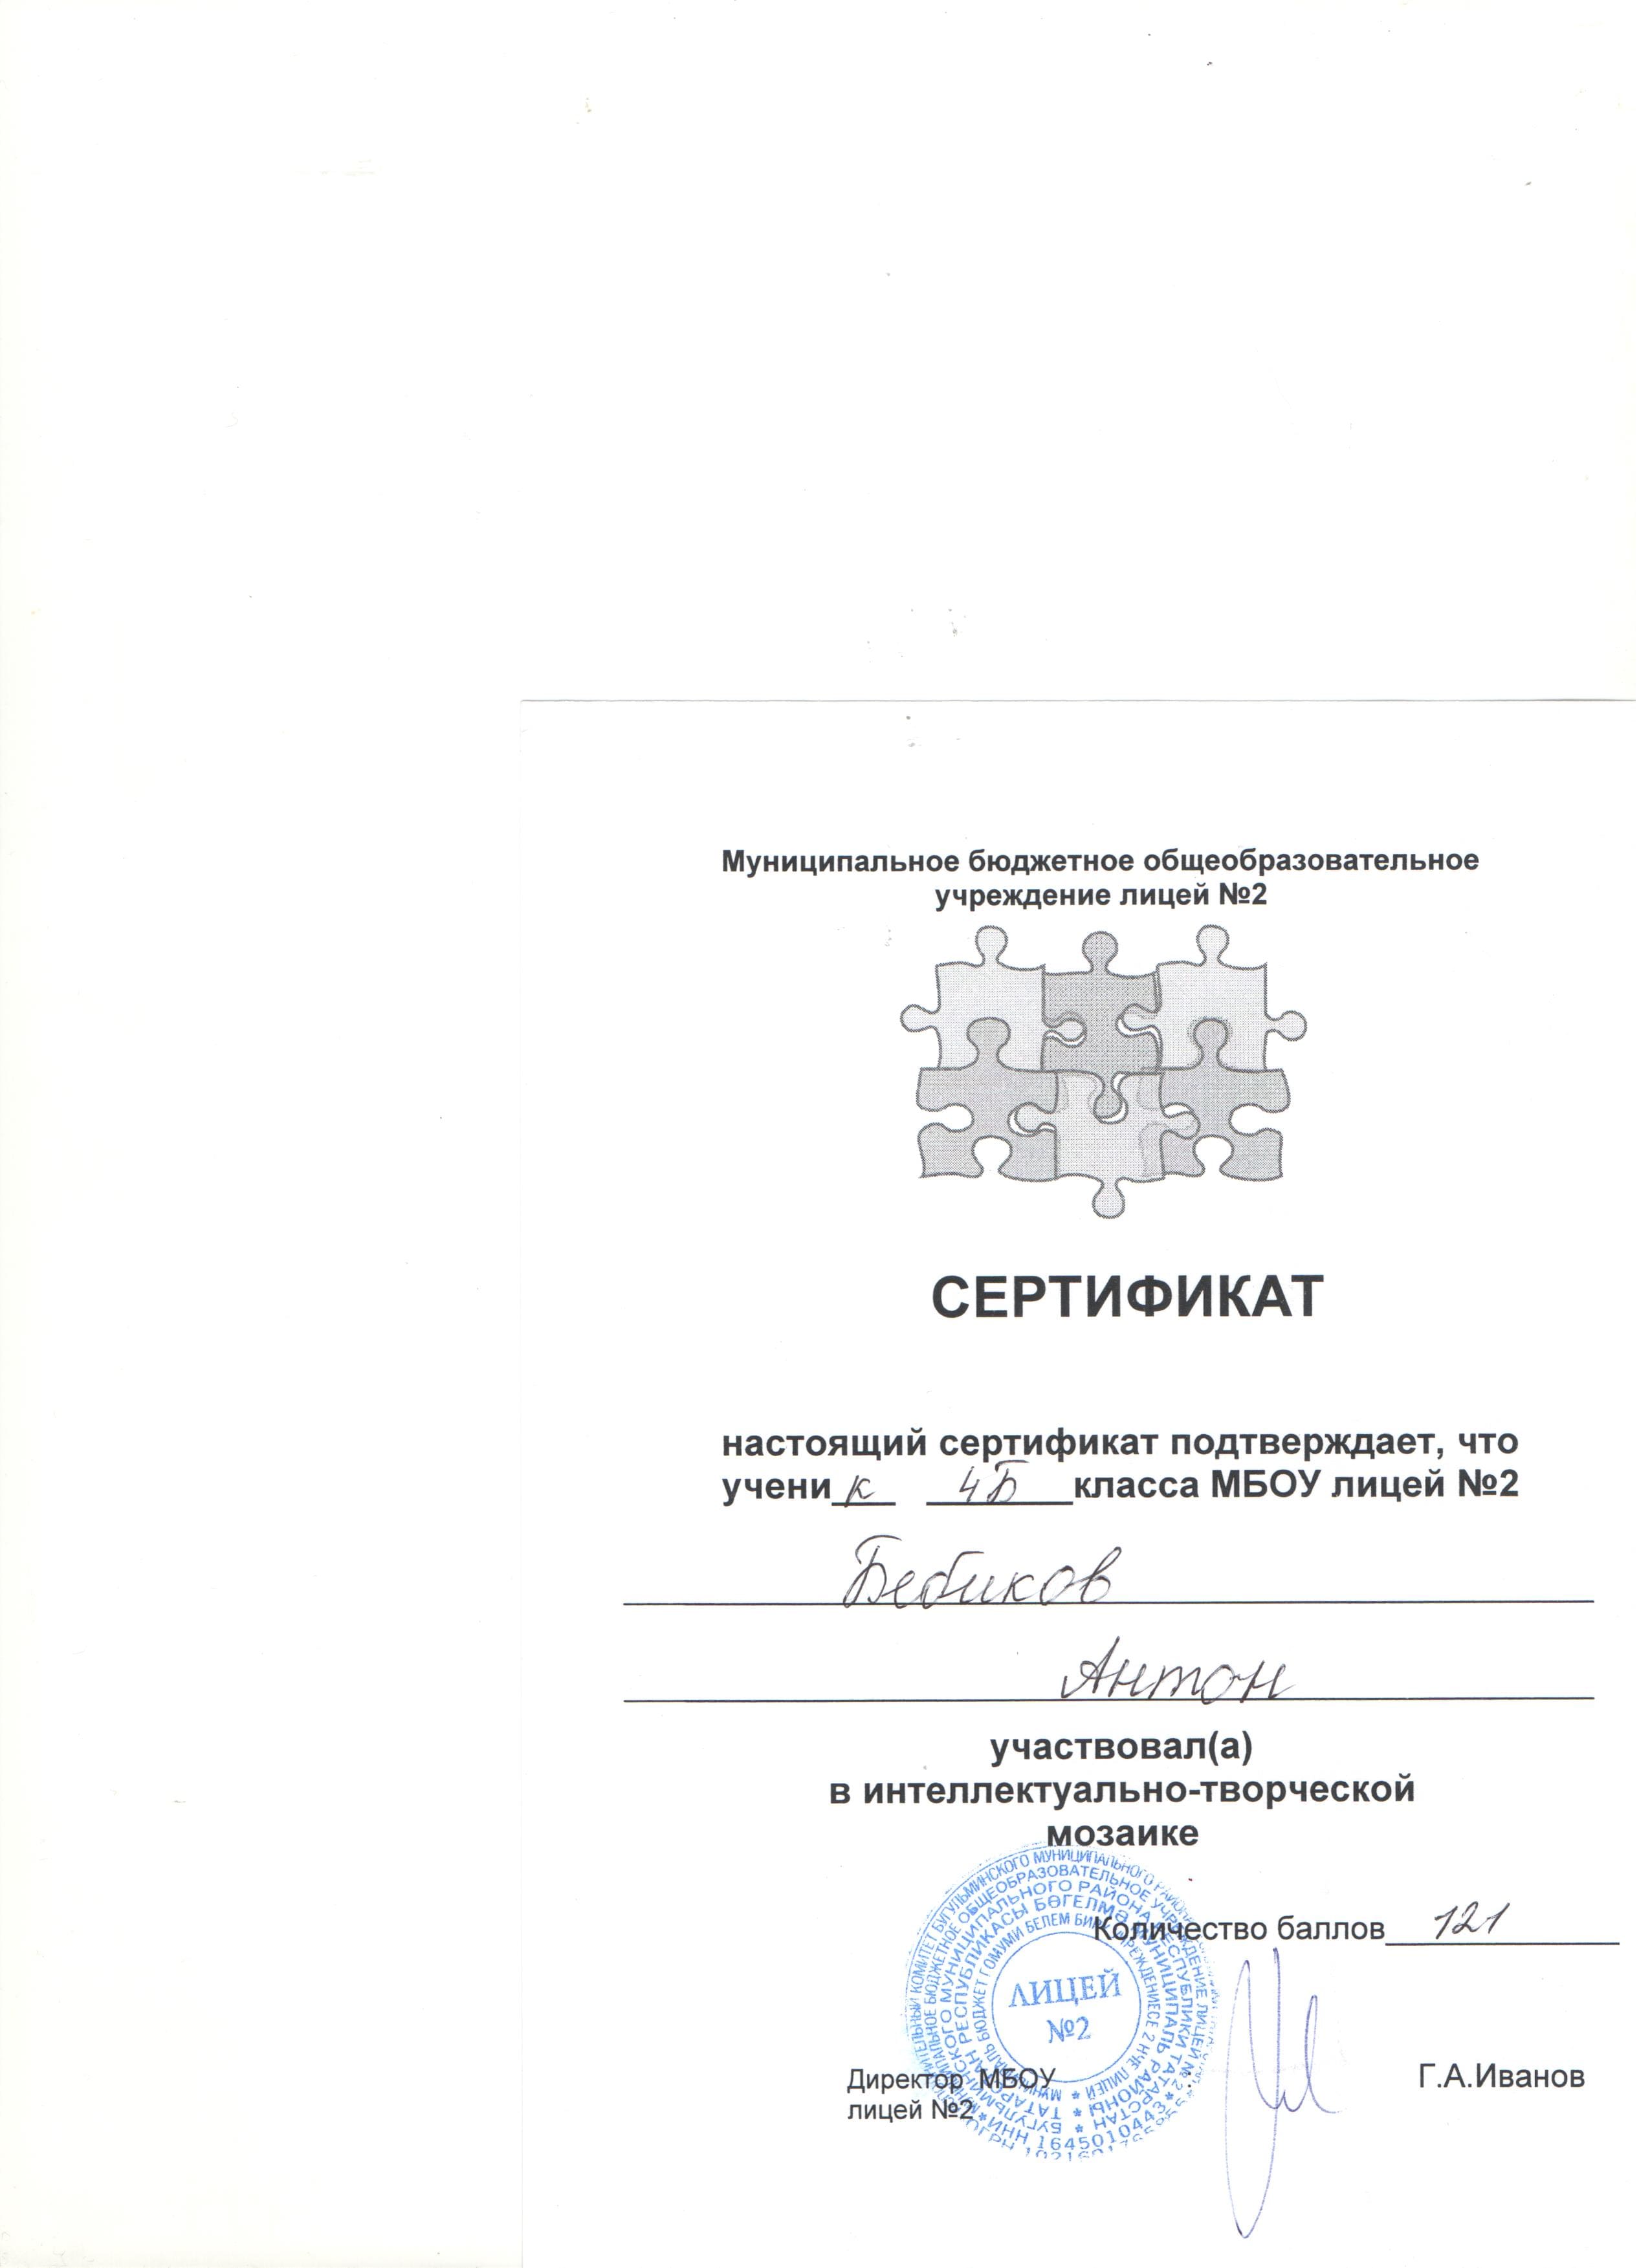 Муниципальное бюджетное общеобразовательное
учреждение лицей №2
СЕРТИФИКАТ
настоящий сертификат подтверждает, что
ученик 4Б класса МБОУ лицей №2
Бебиков
Антон
участвовал(а)
в интеллектуально-творческой
мозаике
Количество баллов 121
ЛИЦЕЙ
№2
Директор МБОУ
лицей №2
Г.А.Иванов